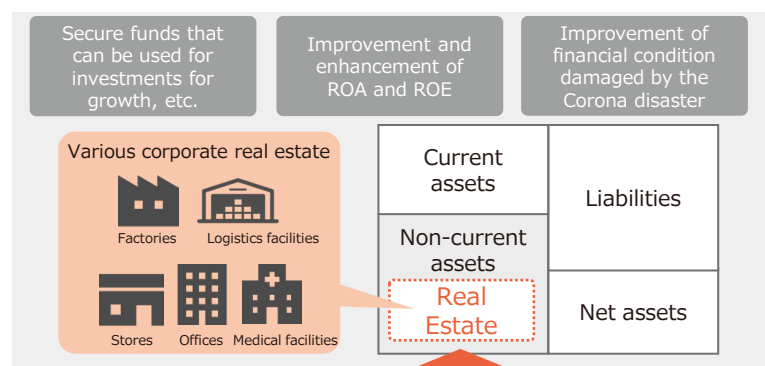 Secure funds that
can be used for
investments for
growth, etc.
Improvement and
enhancement of
ROA and ROE
Improvement of
financial condition
damaged by the
Corona disaster
Various corporate real estate
Factories
Logistics facilities
Stores
Offices
Medical facilities
Current
assets
Non-current
assets
Real
Estate
Liabilities
Net assets